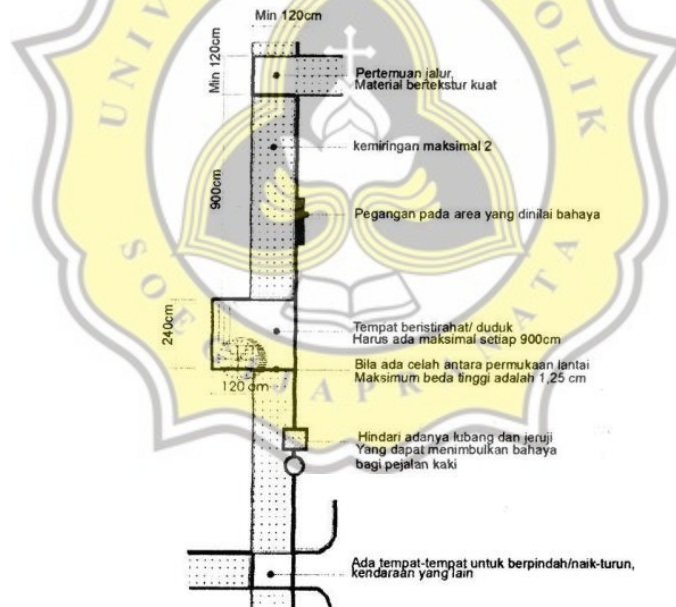 Min 120cm
Min 120cm
Pertemuan jalur,
Material bertekstur kuat
kemiringan maksimal 2
900cm
Pegangan pada area yang dinilai bahaya
240cm
Tempat beristirahat/ duduk
Harus ada maksimal setiap 900cm
Bila ada celah antara permukaan lantai
Maksimum beda tinggi adalah 1,25 cm
120 cm
Hindari adanya lubang dan jeruji
Yang dapat menimbulkan bahaya
bagi pejalan kaki
Ada tempat-tempat untuk berpindah/naik-turun,
kendaraan yang lain
SOEGIJAPRANATA